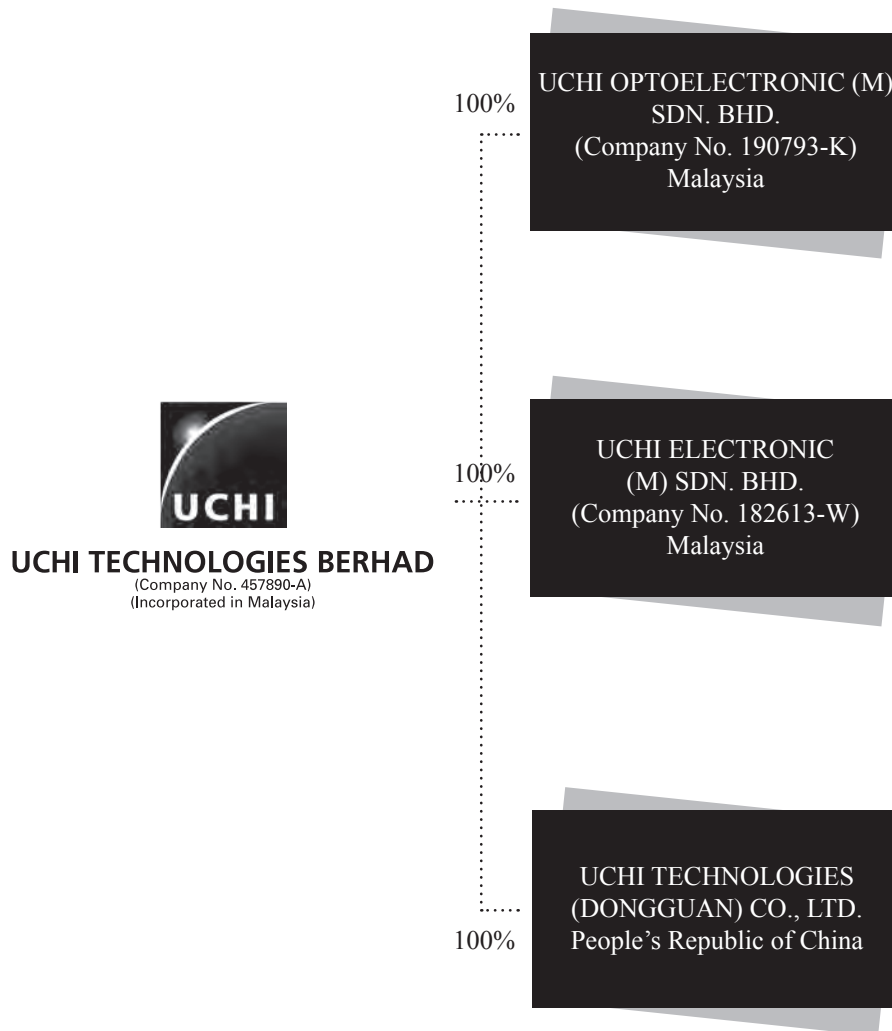 100%
UCHI OPTOELECTRONIC (M)
SDN. BHD.
(Company No. 190793-K)
Malaysia
UCHI
UCHI TECHNOLOGIES BERHAD
(Company No. 457890-A)
(Incorporated in Malaysia)
100%
UCHI ELECTRONIC
(M) SDN. BHD.
(Company No. 182613-W)
Malaysia
100%
UCHI TECHNOLOGIES
(DONGGUAN) CO., LTD.
People’s Republic of China